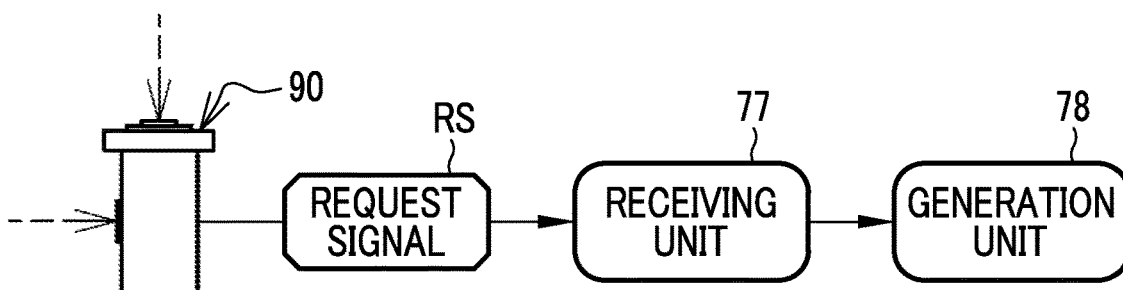 90
RS
77
78
REQUEST
SIGNAL
RECEIVING
UNIT
GENERATION
UNIT